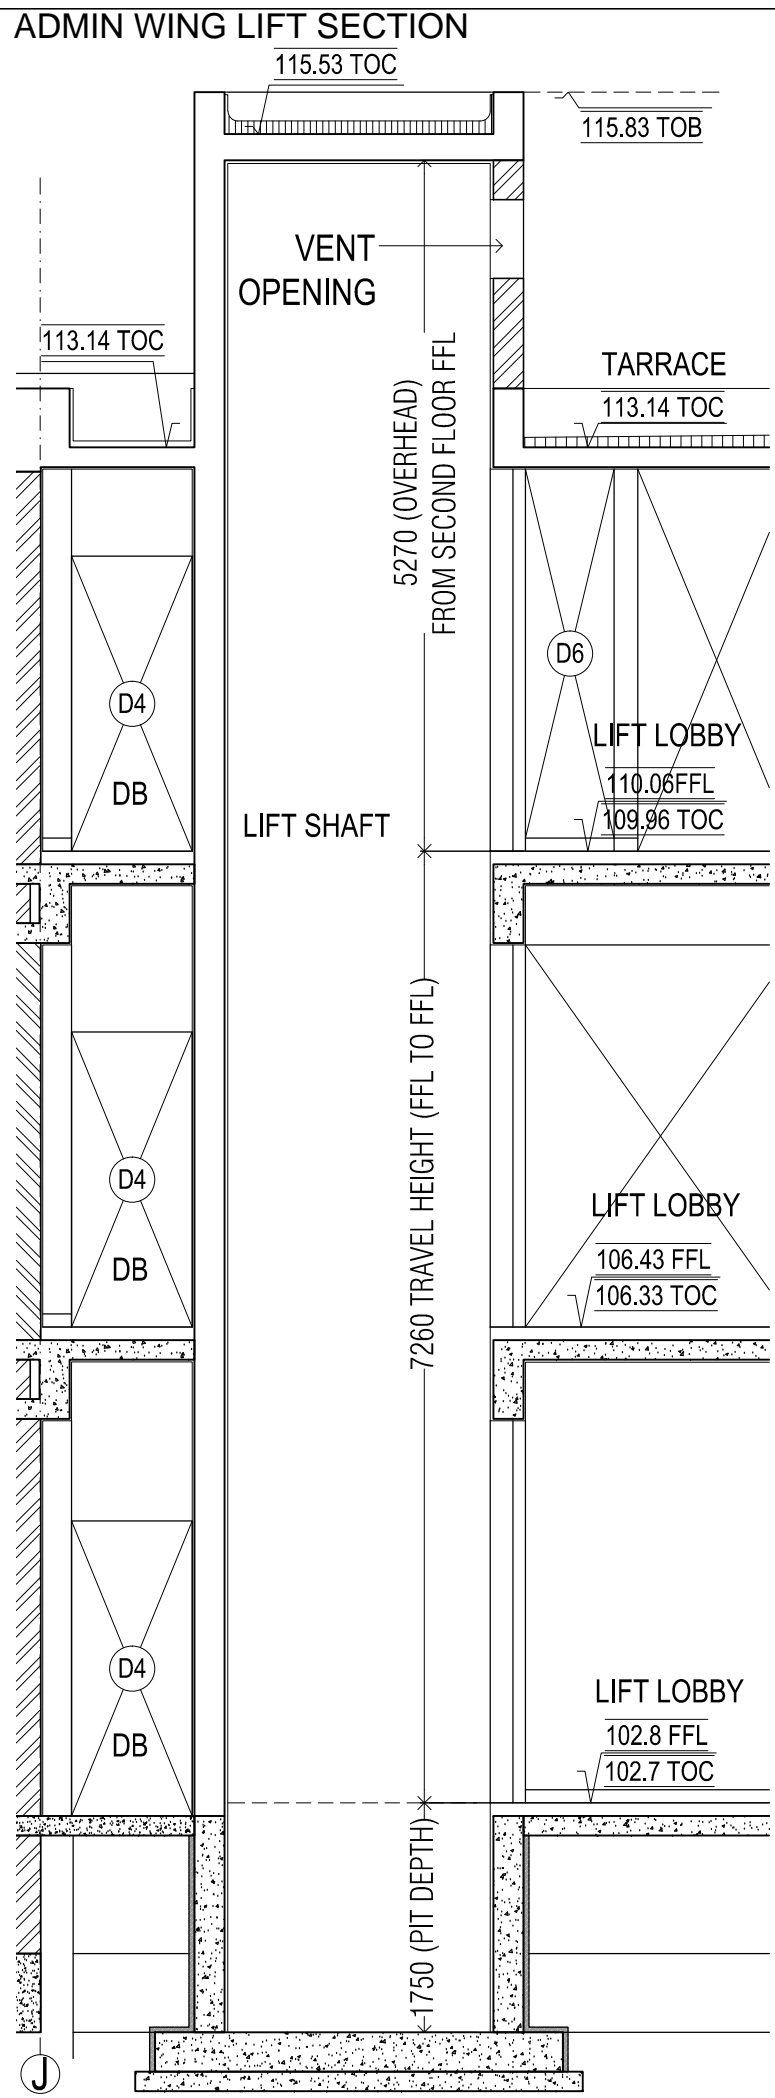 ADMIN WING LIFT SECTION
115.53 TOC
115.83 TOB
VENT
OPENING
113.14 TOC
TARRACE
113.14 TOC
5270 (OVERHEAD)
FROM SECOND FLOOR FFL
D6
D4
LIFT LOBBY
110.06FFL
109.96 TOC
DB
LIFT SHAFT
7260 TRAVEL HEIGHT (FFL TO FFL)
D4
LIFT LOBBY
106.43 FFL
106.33 TOC
DB
D4
LIFT LOBBY
102.8 FFL
102.7 TOC
DB
1750 (PIT DEPTH)
J